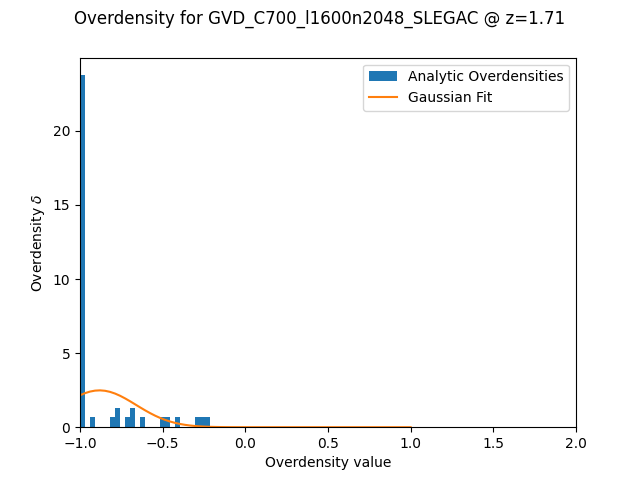 Overdensity for GVD_C700_l1600n2048_SLEGAC @ z=1.71
Analytic Overdensities
Gaussian Fit
Overdensity δ
20
15
10
5
0
−1.0 −0.5 0.0 0.5 1.0 1.5 2.0
Overdensity value